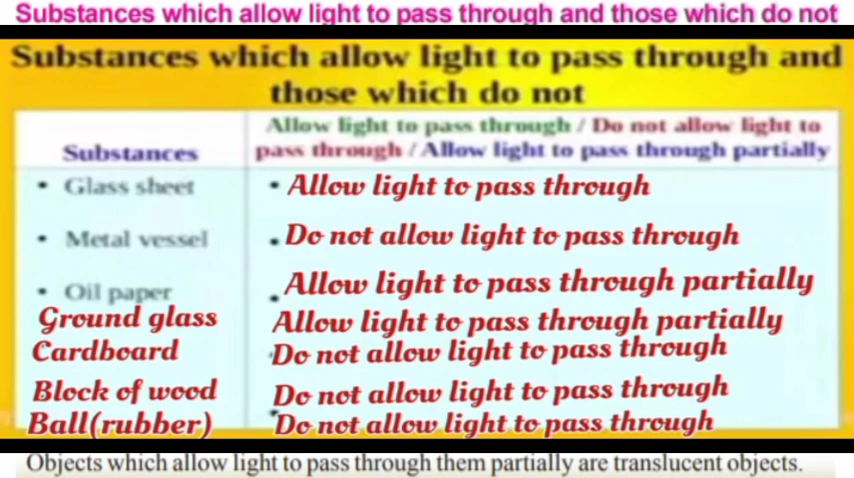 Substances which allow light to pass through and those which do not
Substances which allow light to pass through and
those which do not
Substances
Allow light to pass through / Do not allow light to
pass through / Allow light to pass through partially
• Glass sheet • Allow light to pass through
• Metal vessel • Do not allow light to pass through
• Oil paper • Allow light to pass through partially
Ground glass Allow light to pass through partially
Cardboard Do not allow light to pass through
Block of wood Do not allow light to pass through
Ball(rubber) Do not allow light to pass through
Objects which allow light to pass through them partially are translucent objects.